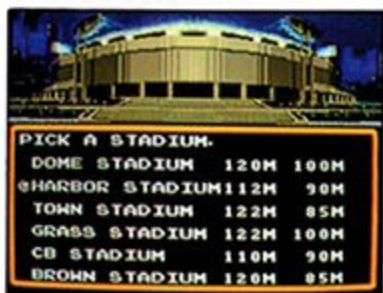 PICK A STADIUM.
DOME STADIUM 120M 100M
@HARBOR STADIUM112M 90M
TOWN STADIUM 122M 85M
GRASS STADIUM 122M 100M
CB STADIUM 110M 90M
BROWN STADIUM 120M 85M